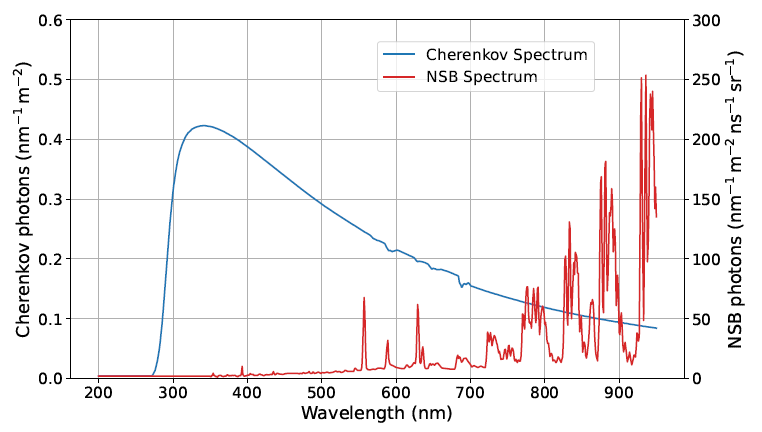 0.6
0.5
0.4
0.3
0.2
0.1
0.0
Cherenkov photons (nm⁻¹ m⁻²)
Cherenkov Spectrum
NSB Spectrum
300
250
200
150
100
50
0
NSB photons (nm⁻¹ m⁻² ns⁻¹ sr⁻¹)
200 300 400 500 600 700 800 900
Wavelength (nm)